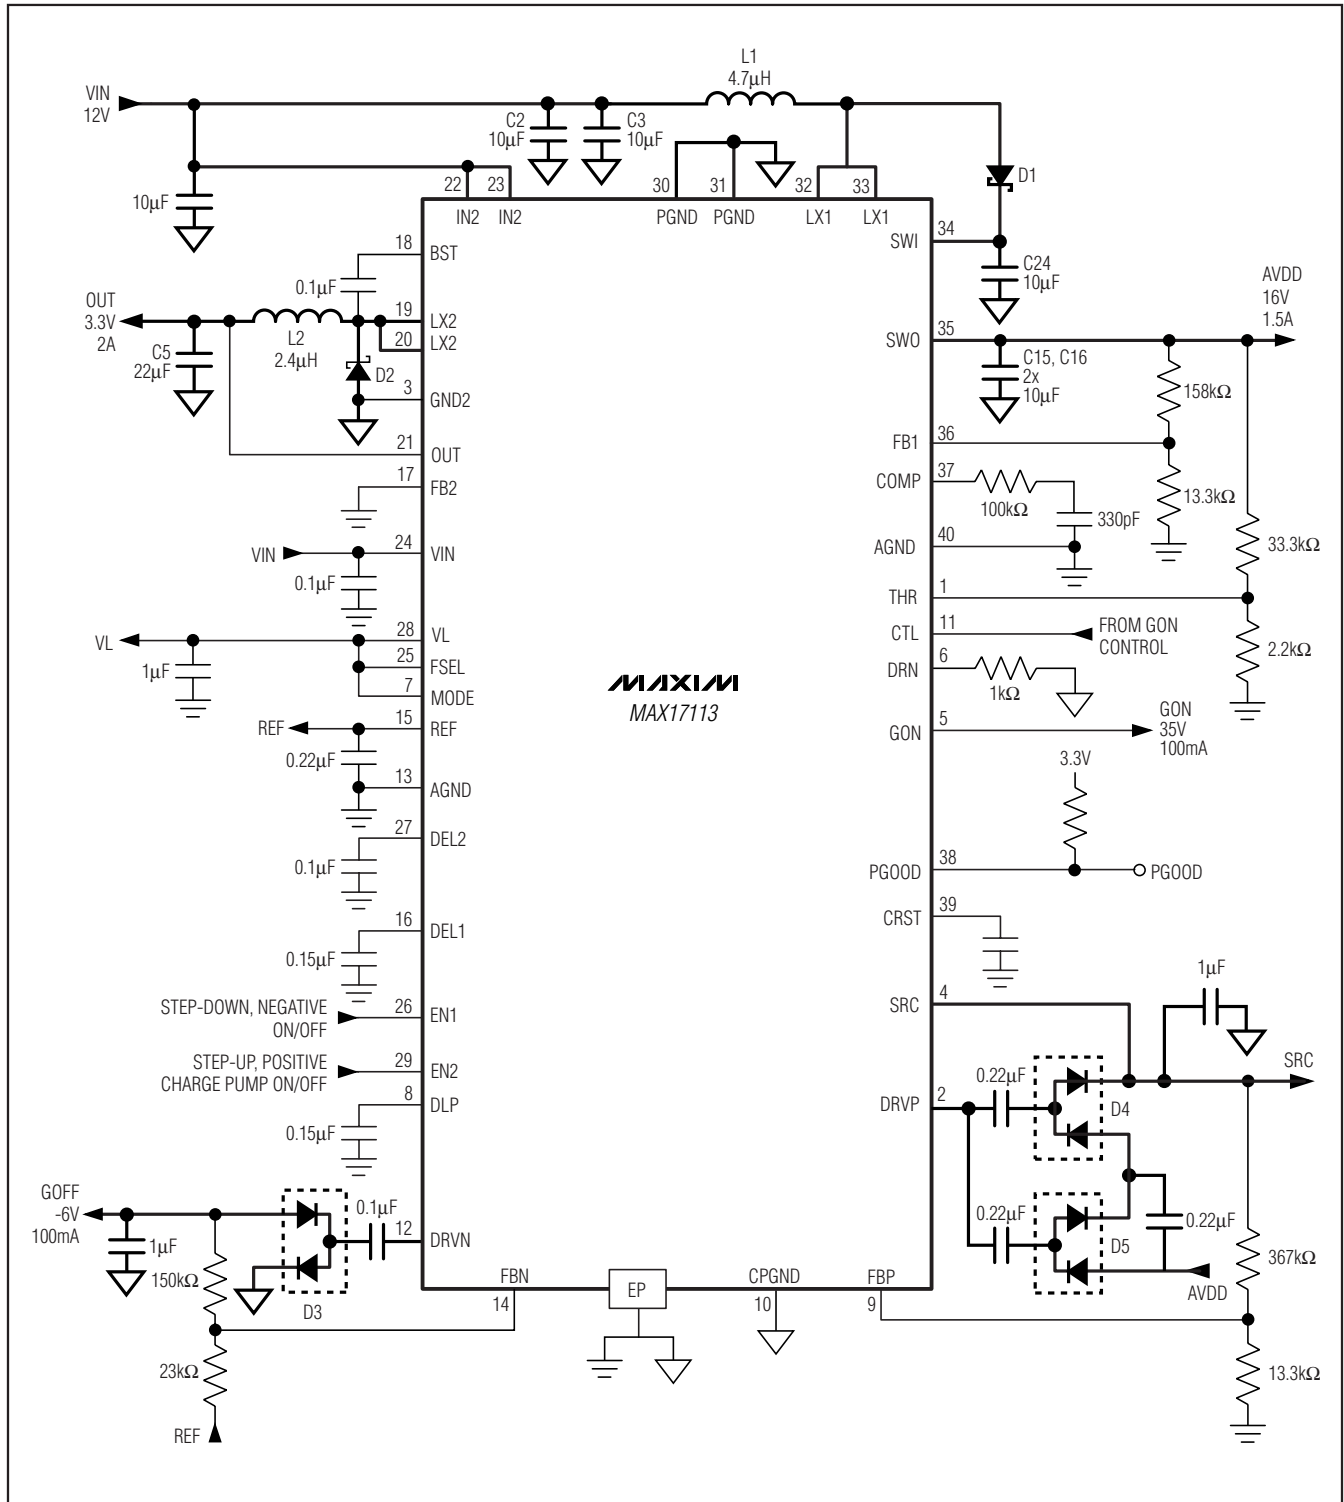 L1
4.7µH
VIN
12V
C2
10µF
C3
10µF
10µF
22
23
30
31
32
33
IN2
IN2
PGND
PGND
LX1
LX1
D1
18
BST
0.1µF
SWI
34
C24
10µF
OUT
3.3V
2A
19
LX2
20
LX2
L2
2.4µH
C5
22µF
D2
3
GND2
AVDD
16V
1.5A
SWO
35
C15, C16
2x
10µF
158kΩ
21
OUT
17
FB2
FB1
36
COMP
37
100kΩ
330pF
13.3kΩ
VIN
24
VIN
0.1µF
AGND
40
33.3kΩ
THR
1
VL
28
VL
1µF
25
FSEL
7
MODE
CTL
11
FROM GON
CONTROL
DRN
6
1kΩ
2.2kΩ
MAXIM
MAX17113
REF
15
REF
0.22µF
13
AGND
GON
5
GON
35V
100mA
3.3V
27
DEL2
0.1µF
PGOOD
38
PGOOD
16
DEL1
0.15µF
CRST
39
1µF
STEP-DOWN, NEGATIVE
ON/OFF
26
EN1
SRC
4
SRC
STEP-UP, POSITIVE
CHARGE PUMP ON/OFF
29
EN2
8
DLP
0.15µF
DRVP
2
0.22µF
D4
GOFF
-6V
100mA
1µF
150kΩ
D3
0.1µF
12
DRVN
0.22µF
D5
0.22µF
AVDD
367kΩ
FBN
14
EP
CPGND
10
FBP
9
23kΩ
REF
13.3kΩ